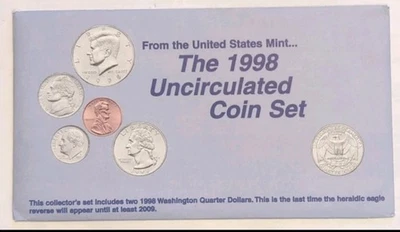 From the United States Mint...
The 1998
Uncirculated
Coin Set
This collector's set includes two 1998 Washington Quarter Dollars. This is the last time the heraldic eagle
reverse will appear until at least 2009.